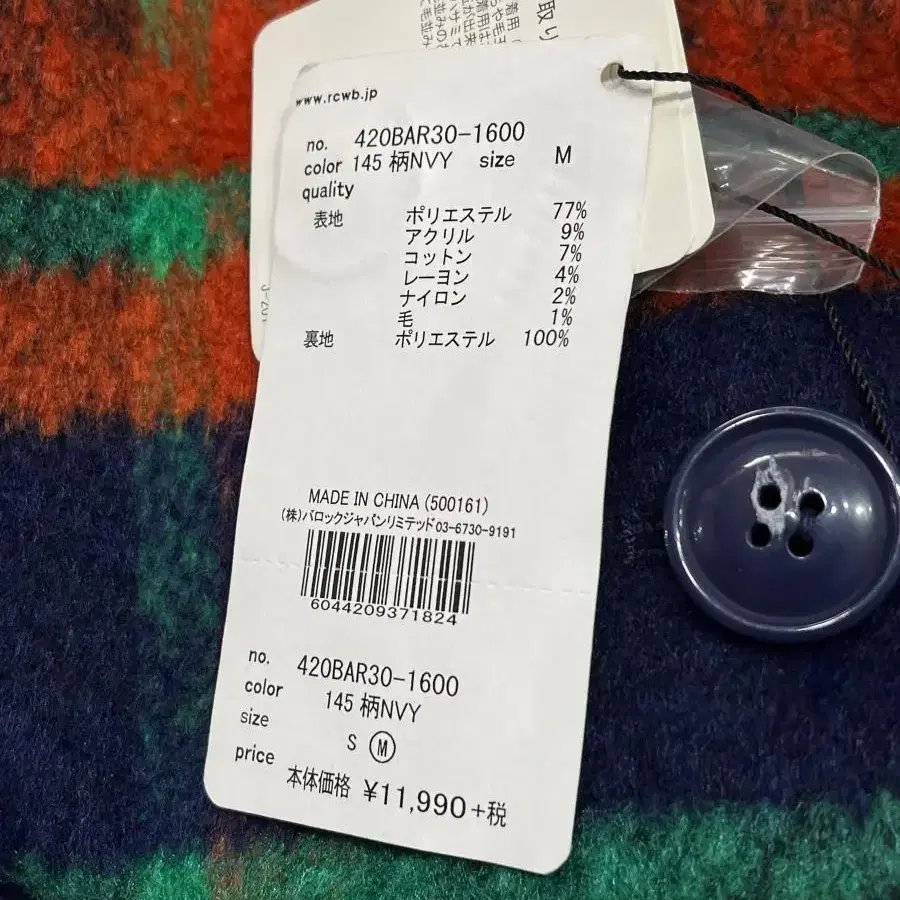 取り
www.rcwb.jp
no. 420BAR30-1600
color 145 柄NVY size M
quality
表地 ポリエステル 77%
アクリル 9%
コットン 7%
レーヨン 4%
ナイロン 2%
毛 1%
裏地 ポリエステル 100%
MADE IN CHINA (500161)
(株)バロックジャパンリミテッド03-6730-9191
6044209371824
no. 420BAR30-1600
color 145 柄NVY
size S M
price 本体価格 ¥11,990+税